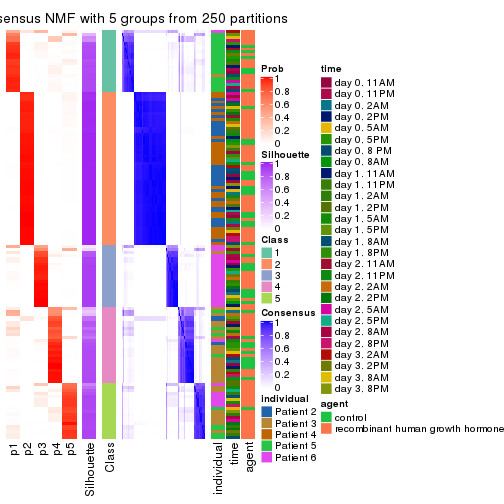 sensus NMF with 5 groups from 250 partitions
Prob
1
0.8
0.6
0.4
0.2
0
Silhouette
1
0.8
0.6
0.4
0.2
0
Class
1
2
3
4
5
Consensus
1
0.8
0.6
0.4
0.2
0
individual
Patient 2
Patient 3
Patient 4
Patient 5
Patient 6
time
day 0. 11AM
day 0. 11PM
day 0. 2AM
day 0. 2PM
day 0. 5AM
day 0. 5PM
day 0. 8 PM
day 0. 8AM
day 1. 11AM
day 1. 11PM
day 1. 2AM
day 1. 2PM
day 1. 5AM
day 1. 5PM
day 1. 8AM
day 1. 8PM
day 2. 11AM
day 2. 11PM
day 2. 2AM
day 2. 2PM
day 2. 5AM
day 2. 5PM
day 2. 8AM
day 2. 8PM
day 3. 2AM
day 3. 2PM
day 3. 8AM
day 3. 8PM
agent
control
recombinant human growth hormone
p1
p2
p3
p4
p5
Silhouette
Class
individual
time
agent